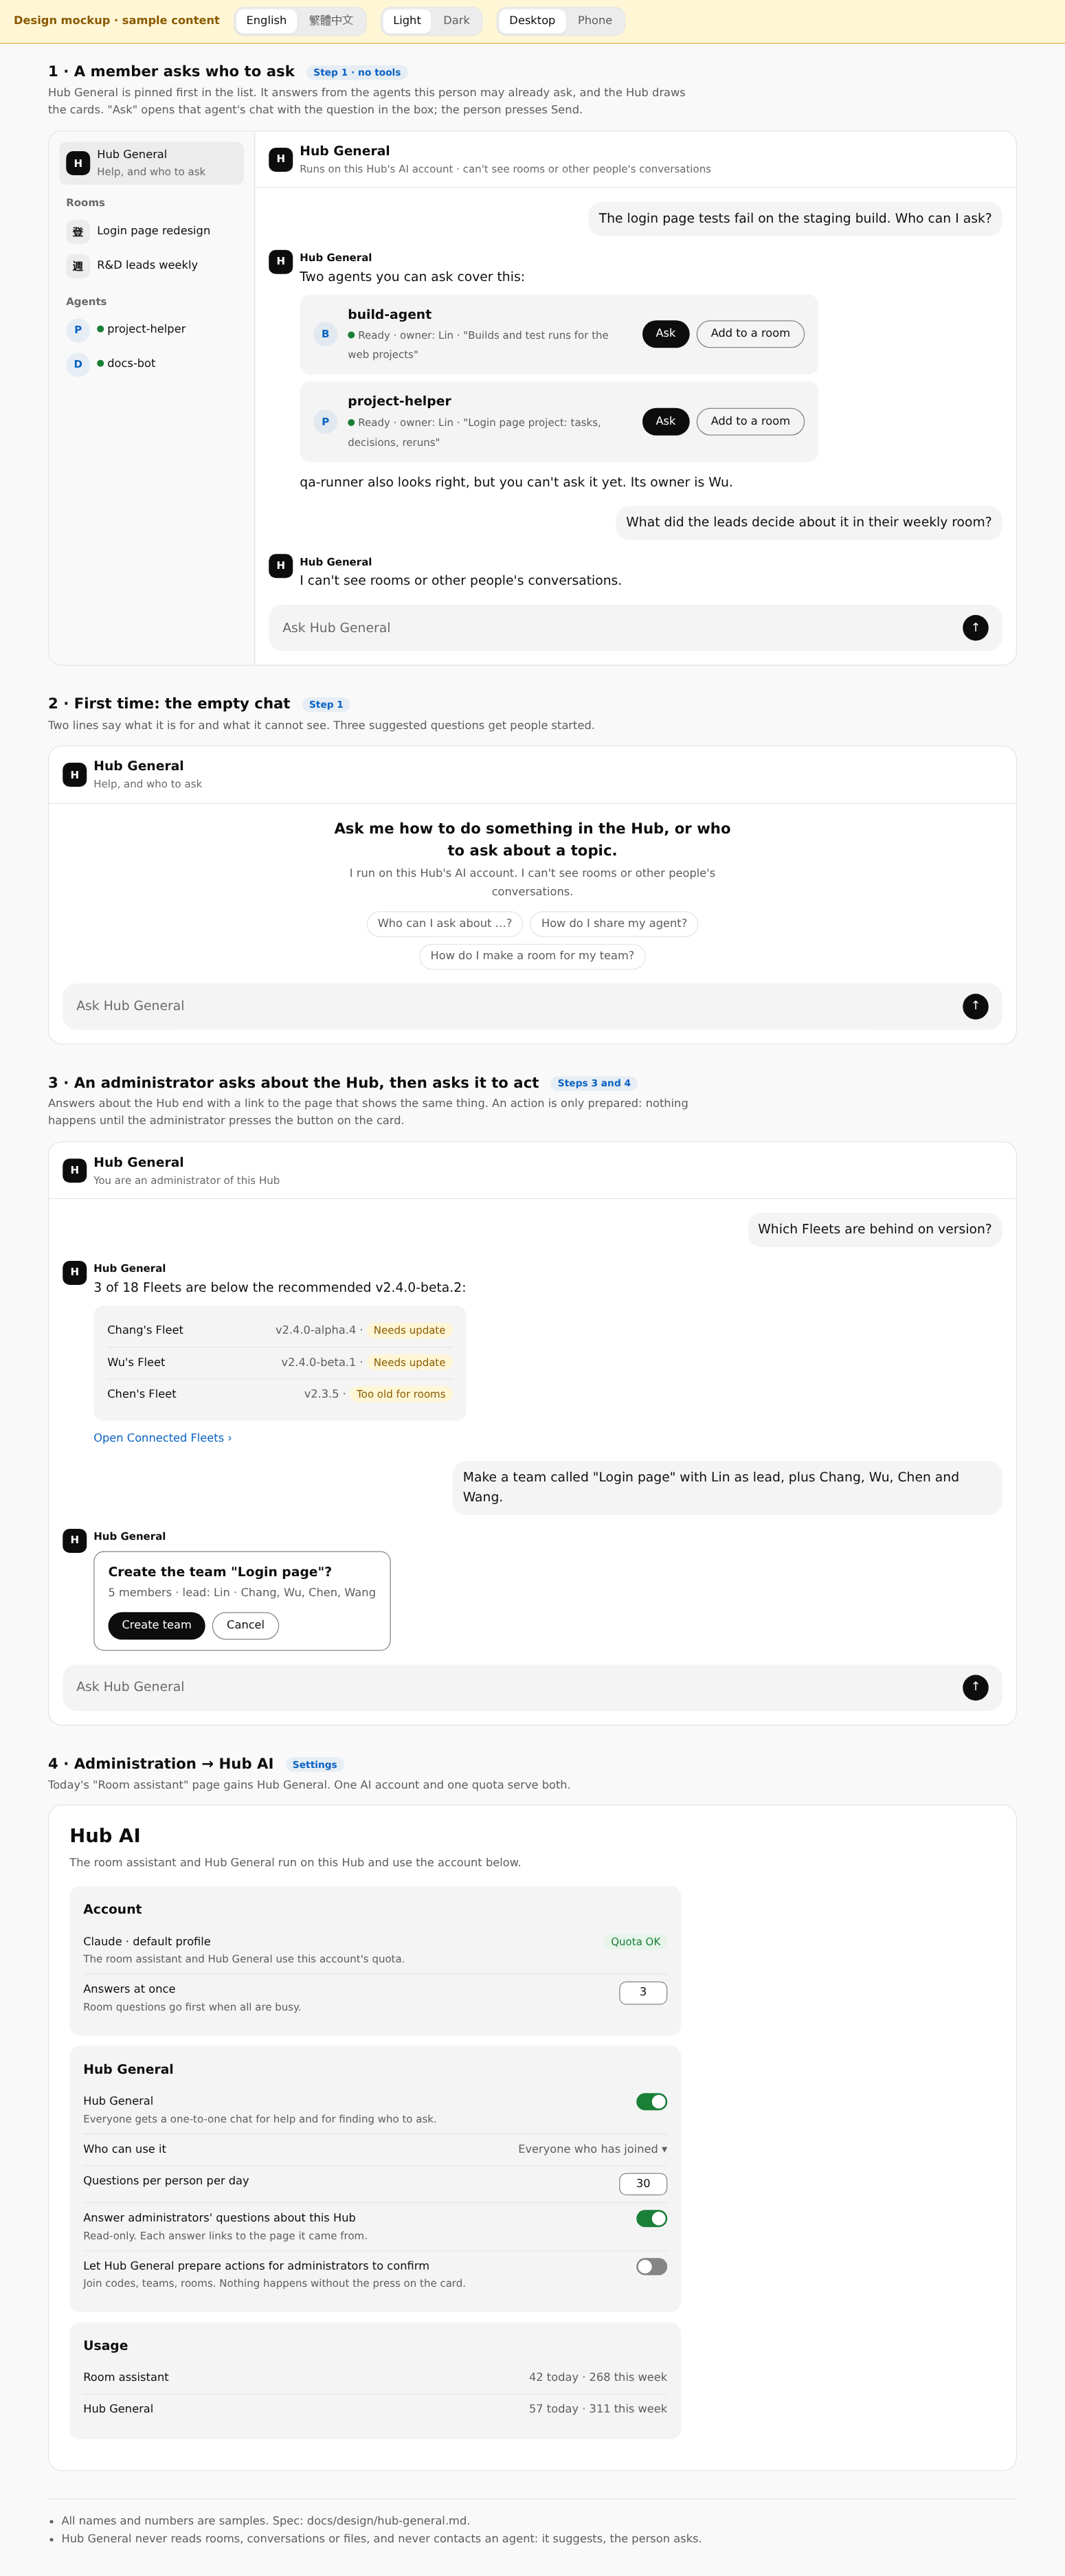 Design mockup · sample content
English
繁體中文
Light
Dark
Desktop
Phone
1 · A member asks who to ask
Step 1 · no tools
Hub General is pinned first in the list. It answers from the agents this person may already ask, and the Hub draws
the cards. "Ask" opens that agent's chat with the question in the box; the person presses Send.
H
Hub General
Help, and who to ask
Rooms
登
Login page redesign
週
R&D leads weekly
Agents
P
project-helper
D
docs-bot
H
Hub General
Runs on this Hub's AI account · can't see rooms or other people's conversations
The login page tests fail on the staging build. Who can I ask?
H
Hub General
Two agents you can ask cover this:
B
build-agent
Ready · owner: Lin · "Builds and test runs for the
web projects"
Ask
Add to a room
P
project-helper
Ready · owner: Lin · "Login page project: tasks,
decisions, reruns"
Ask
Add to a room
qa-runner also looks right, but you can't ask it yet. Its owner is Wu.
What did the leads decide about it in their weekly room?
H
Hub General
I can't see rooms or other people's conversations.
Ask Hub General
↑
2 · First time: the empty chat
Step 1
Two lines say what it is for and what it cannot see. Three suggested questions get people started.
H
Hub General
Help, and who to ask
Ask me how to do something in the Hub, or who
to ask about a topic.
I run on this Hub's AI account. I can't see rooms or other people's
conversations.
Who can I ask about …?
How do I share my agent?
How do I make a room for my team?
Ask Hub General
↑
3 · An administrator asks about the Hub, then asks it to act
Steps 3 and 4
Answers about the Hub end with a link to the page that shows the same thing. An action is only prepared: nothing
happens until the administrator presses the button on the card.
H
Hub General
You are an administrator of this Hub
Which Fleets are behind on version?
H
Hub General
3 of 18 Fleets are below the recommended v2.4.0-beta.2:
Chang's Fleet
v2.4.0-alpha.4 ·
Needs update
Wu's Fleet
v2.4.0-beta.1 ·
Needs update
Chen's Fleet
v2.3.5 ·
Too old for rooms
Open Connected Fleets ›
Make a team called "Login page" with Lin as lead, plus Chang, Wu, Chen and
Wang.
H
Hub General
Create the team "Login page"?
5 members · lead: Lin · Chang, Wu, Chen, Wang
Create team
Cancel
Ask Hub General
↑
4 · Administration → Hub AI
Settings
Today's "Room assistant" page gains Hub General. One AI account and one quota serve both.
Hub AI
The room assistant and Hub General run on this Hub and use the account below.
Account
Claude · default profile
Quota OK
The room assistant and Hub General use this account's quota.
Answers at once
3
Room questions go first when all are busy.
Hub General
Hub General
Everyone gets a one-to-one chat for help and for finding who to ask.
Who can use it
Everyone who has joined ▾
Questions per person per day
30
Answer administrators' questions about this Hub
Read-only. Each answer links to the page it came from.
Let Hub General prepare actions for administrators to confirm
Join codes, teams, rooms. Nothing happens without the press on the card.
Usage
Room assistant
42 today · 268 this week
Hub General
57 today · 311 this week
• All names and numbers are samples. Spec: docs/design/hub-general.md.
• Hub General never reads rooms, conversations or files, and never contacts an agent: it suggests, the person asks.